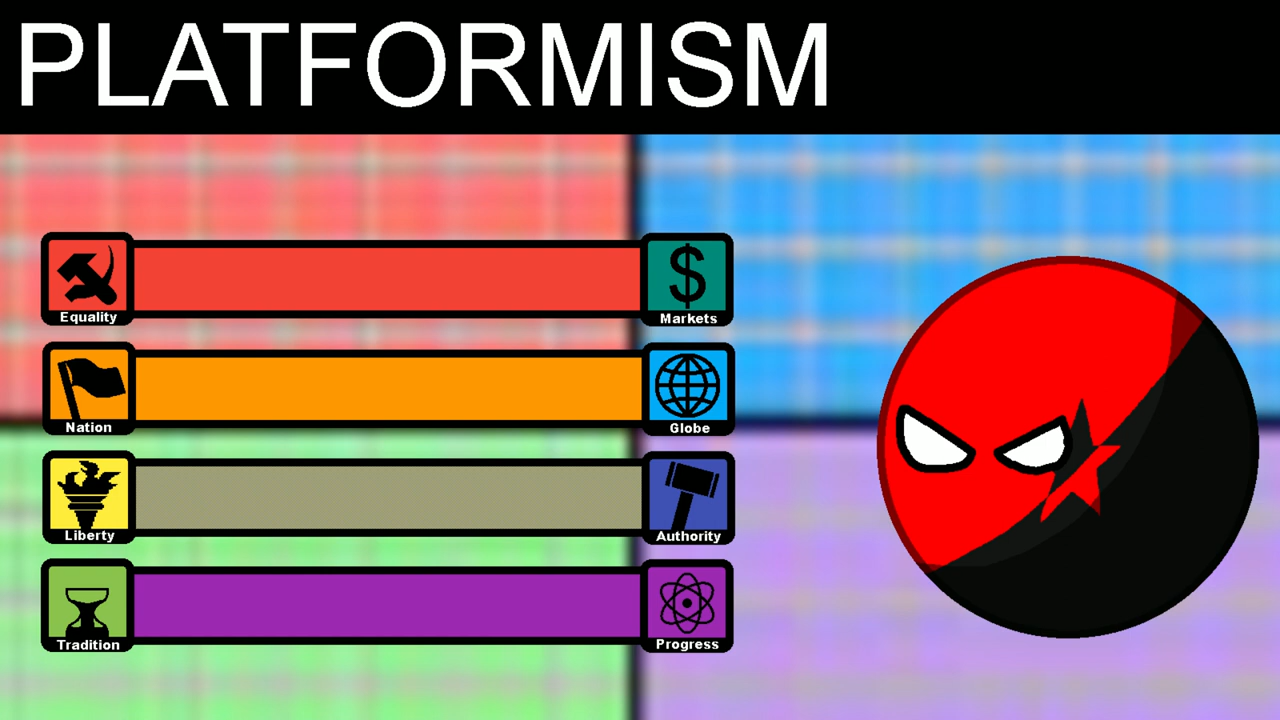 PLATFORMISM
$
Equality
Markets
Nation
Globe
Liberty
Authority
Tradition
Progress